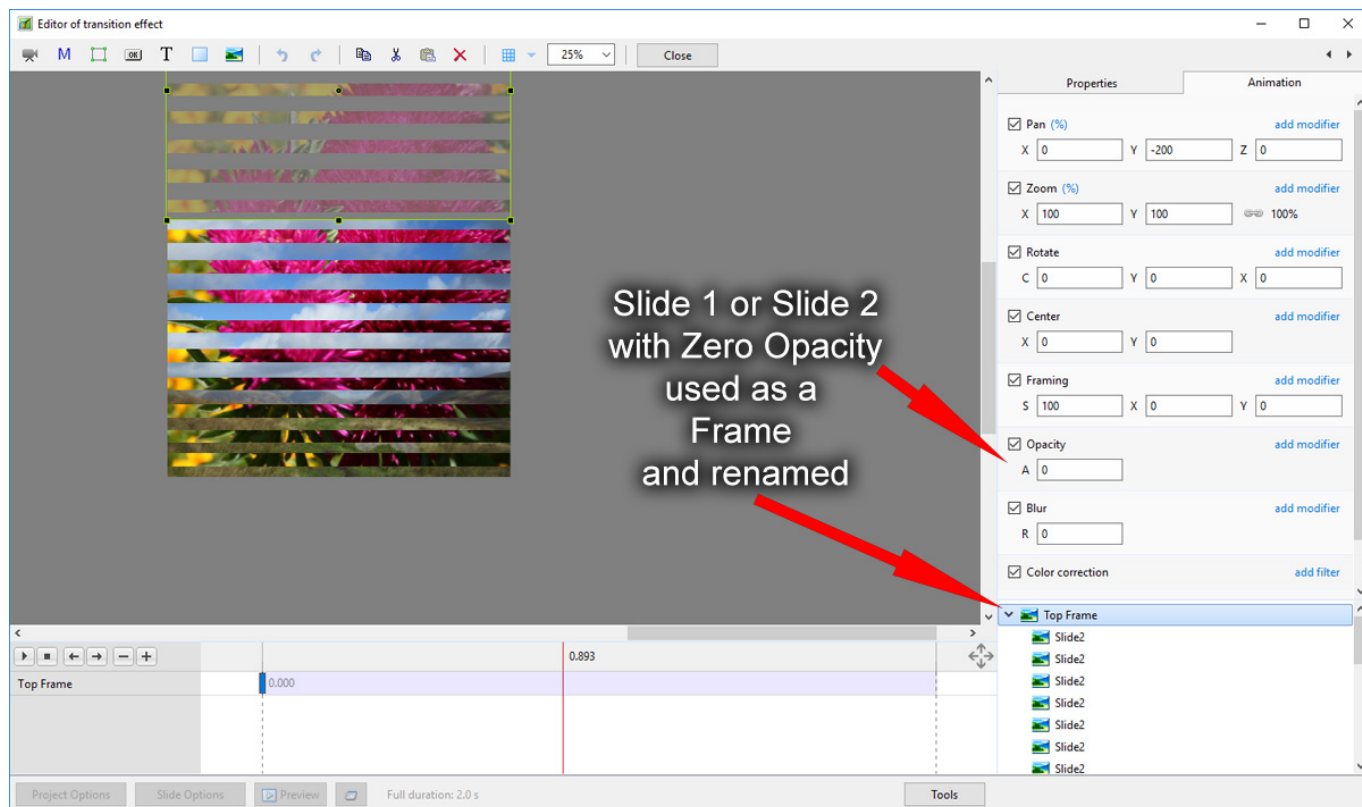 Editor of transition effect
M OK T 25% Close
Properties Animation
Pan (%) add modifier
X 0 Y -200 Z 0
Zoom (%) add modifier
X 100 Y 100 100%
Rotate add modifier
C 0 Y 0 X 0
Center add modifier
X 0 Y 0
Framing add modifier
S 100 X 0 Y 0
Opacity add modifier
A 0
Blur add modifier
R 0
Color correction add filter
Slide 1 or Slide 2
with Zero Opacity
used as a
Frame
and renamed
Top Frame
Slide2
Slide2
Slide2
Slide2
Slide2
Slide2
Slide2
0.893
Top Frame 0.000
Project Options Slide Options Preview Full duration: 2.0 s Tools